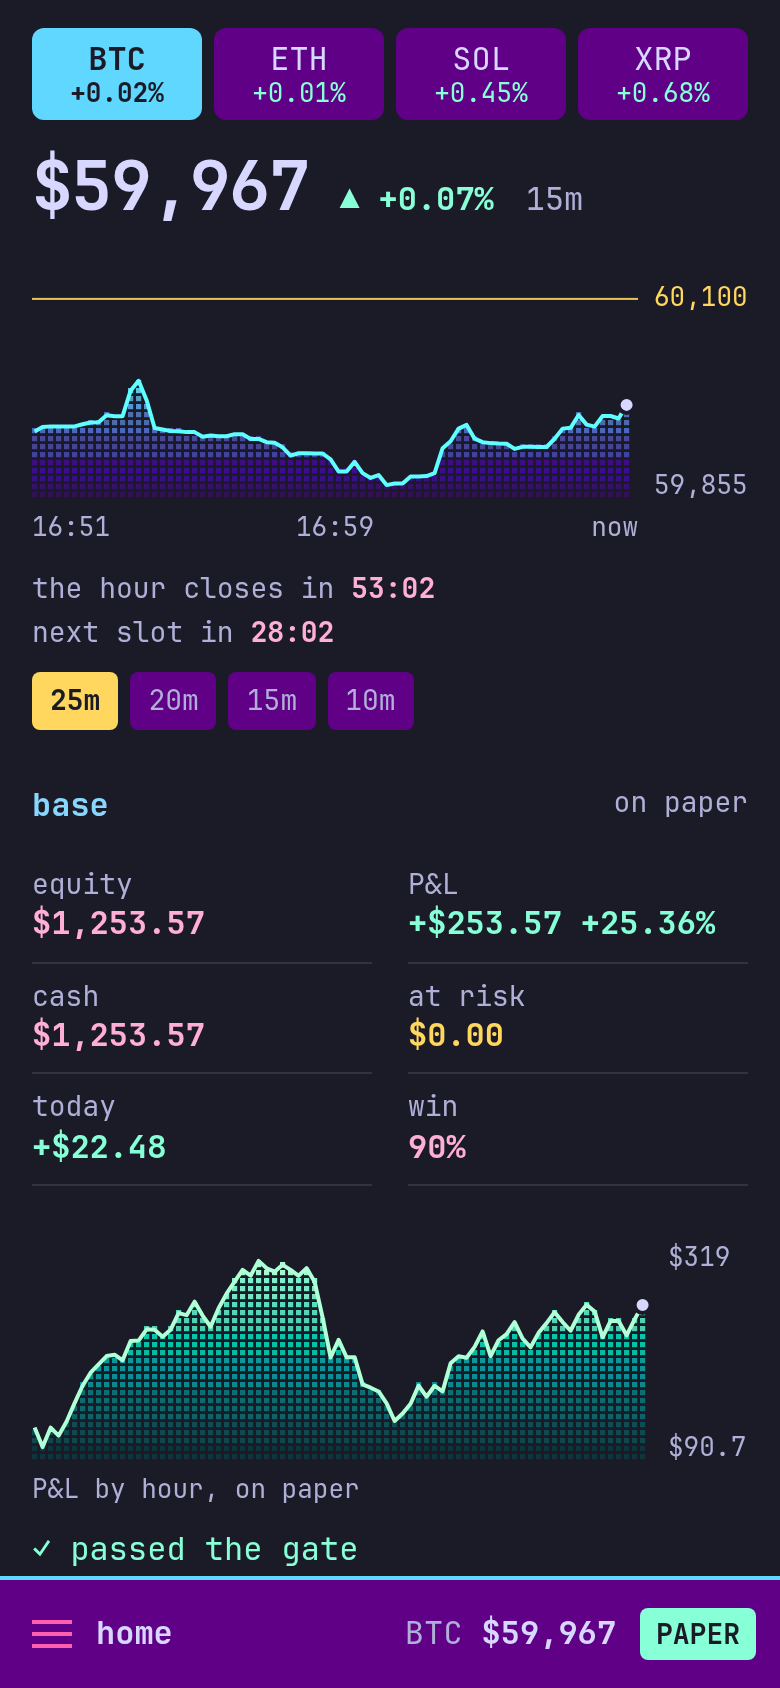 BTC ETH SOL XRP
+0.02% +0.01% +0.45% +0.68%
$59,967 ▲ +0.07% 15m
60,100
59,855
16:51 16:59 now
the hour closes in 53:02
next slot in 28:02
25m 20m 15m 10m
base on paper
equity P&L
$1,253.57 +$253.57 +25.36%
cash at risk
$1,253.57 $0.00
today win
+$22.48 90%
$319
$90.7
P&L by hour, on paper
✓ passed the gate
home BTC $59,967 PAPER